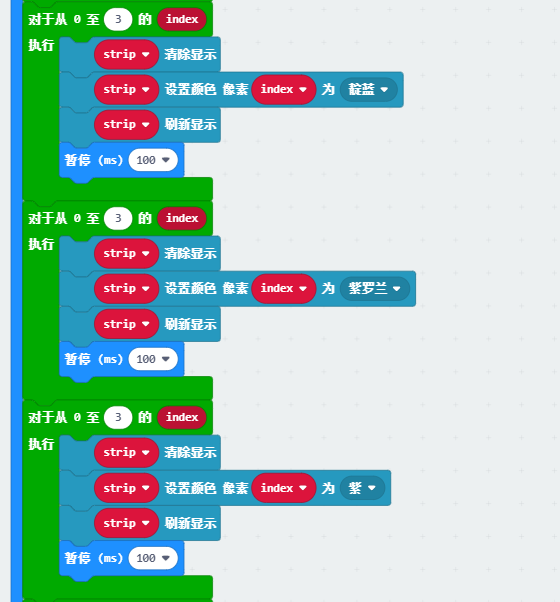 对于从 0 至 3 的 index
执行
strip 清除显示
strip 设置颜色 像素 index 为 靛蓝
strip 刷新显示
暂停 (ms) 100
对于从 0 至 3 的 index
执行
strip 清除显示
strip 设置颜色 像素 index 为 紫罗兰
strip 刷新显示
暂停 (ms) 100
对于从 0 至 3 的 index
执行
strip 清除显示
strip 设置颜色 像素 index 为 紫
strip 刷新显示
暂停 (ms) 100